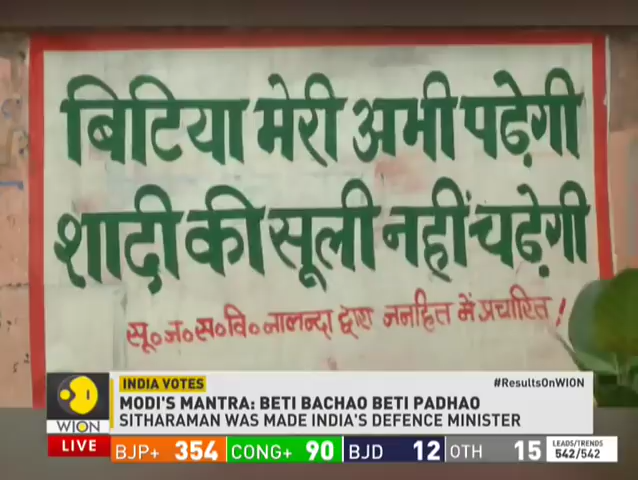 बिटिया मेरी अभी पढ़ेगी
शादी की सूली नहीं चढ़ेगी
सू०ज०स०वि०नालन्दा द्वारा जनहित में प्रचारित!
INDIA VOTES
#ResultsOnWION
MODI'S MANTRA: BETI BACHAO BETI PADHAO
SITHARAMAN WAS MADE INDIA'S DEFENCE MINISTER
WION
LIVE
BJP+ 354 CONG+ 90 BJD 12 OTH 15 LEADS/TRENDS
542/542